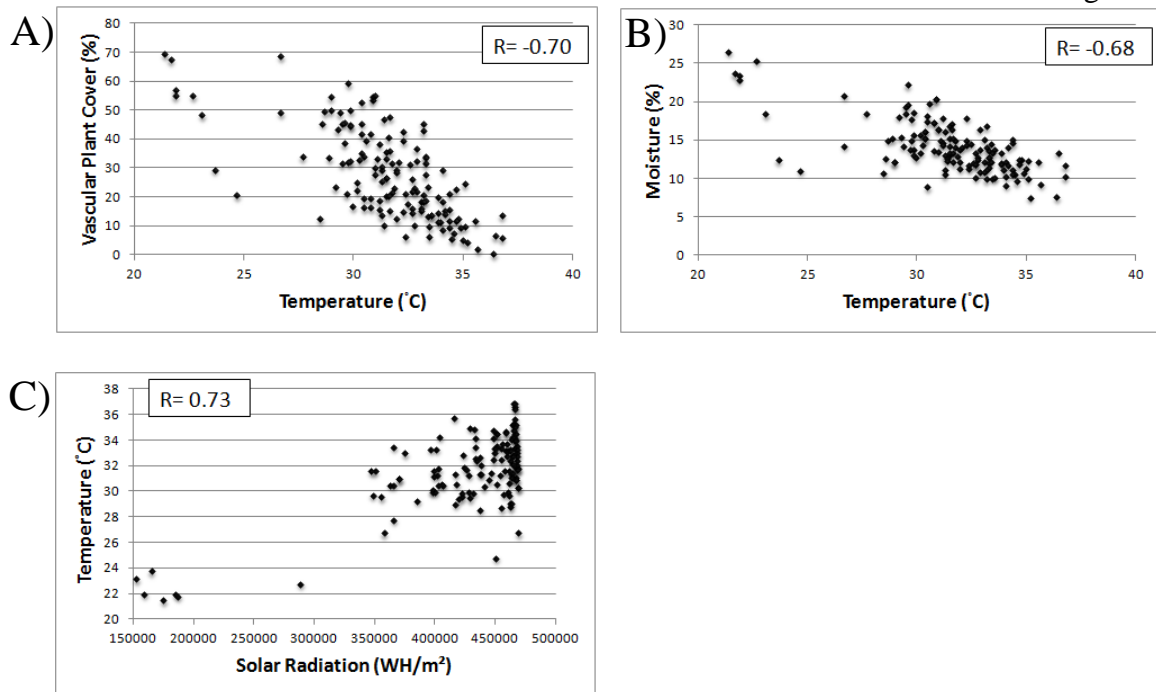 A)
Vascular Plant Cover (%)
80
70
60
50
40
30
20
10
0
R= -0.70
20 25 30 35 40
Temperature (˚C)
B)
Moisture (%)
30
25
20
15
10
5
0
R= -0.68
20 25 30 35 40
Temperature (˚C)
C)
Temperature (˚C)
38
36
34
32
30
28
26
24
22
20
R= 0.73
150000 200000 250000 300000 350000 400000 450000 500000
Solar Radiation (WH/m²)